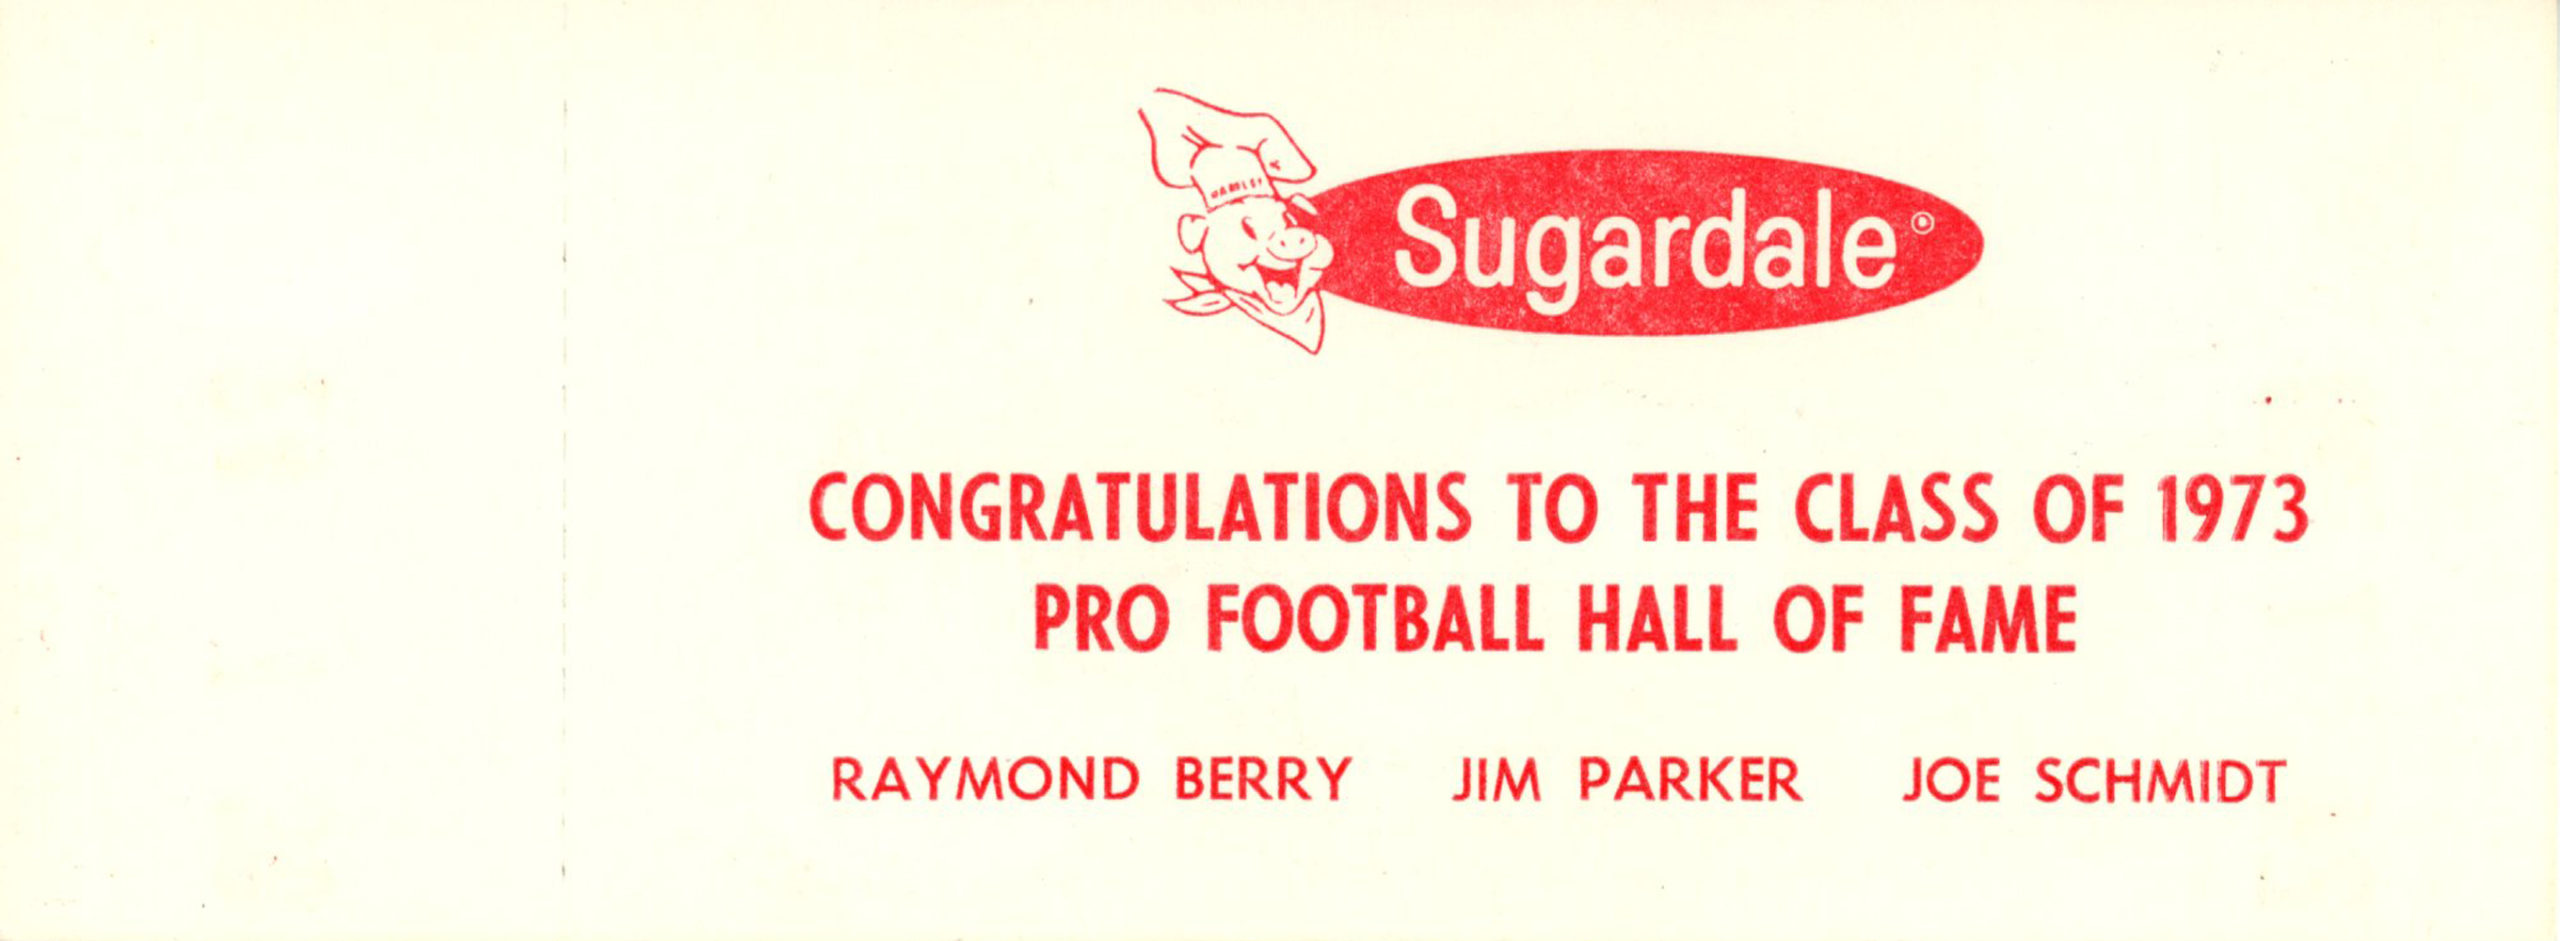 Sugardale®
CONGRATULATIONS TO THE CLASS OF 1973
PRO FOOTBALL HALL OF FAME
RAYMOND BERRY JIM PARKER JOE SCHMIDT